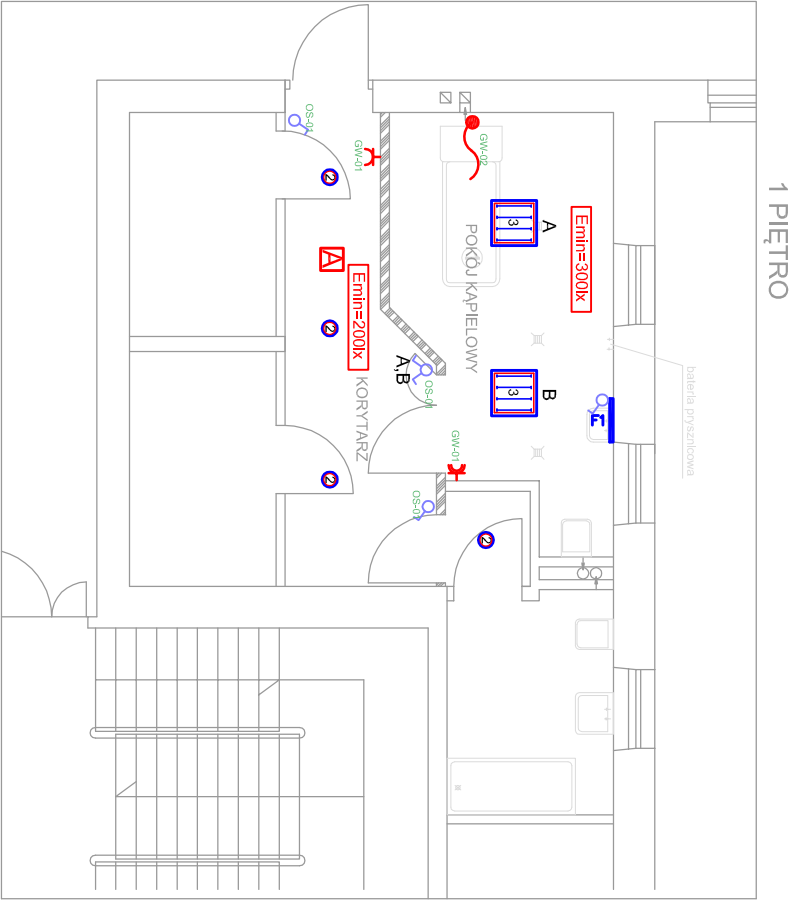 1 PIĘTRO
Emin=300lx
A
B
3
3
F1
bateria prysznicowa
POKÓJ KĄPIELOWY
GW-02
GW-01
OS-01
A,B
Emin=200lx
KORYTARZ
A
GW-01
OS-01
OS-01
2
2
2
2